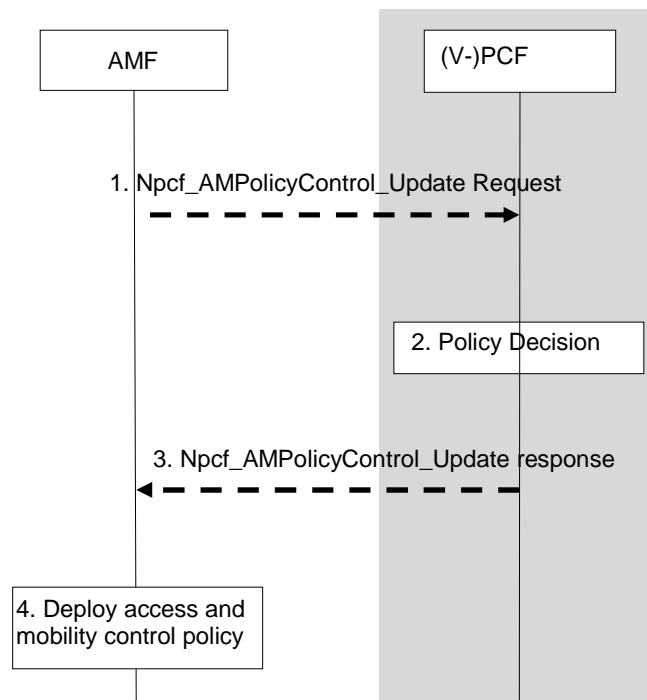 AMF
(V-)PCF
1. Npcf_AMPolicyControl_Update Request
2. Policy Decision
3. Npcf_AMPolicyControl_Update response
4. Deploy access and
mobility control policy